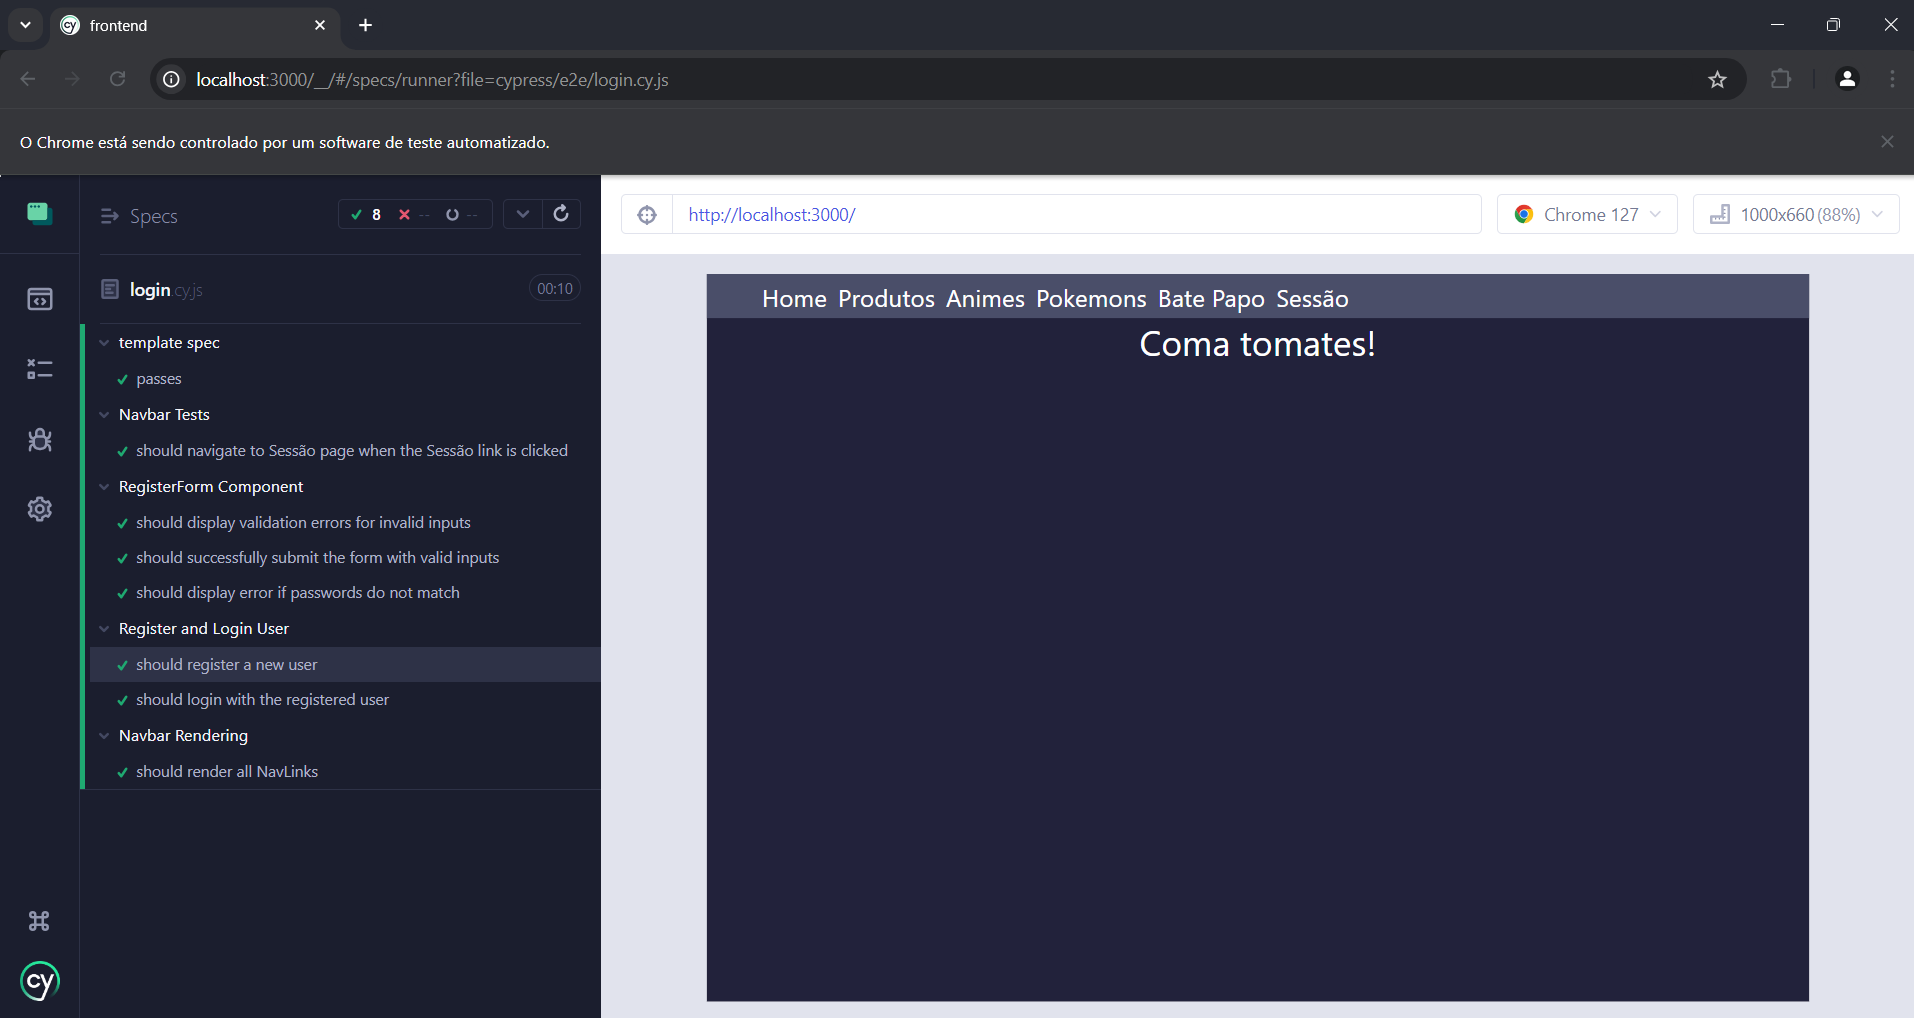 frontend
localhost:3000/__/#/specs/runner?file=cypress/e2e/login.cy.js
O Chrome está sendo controlado por um software de teste automatizado.
Specs
8 -- --
http://localhost:3000/
Chrome 127
1000x660 (88%)
login.cy.js
00:10
Home Produtos Animes Pokemons Bate Papo Sessão
Coma tomates!
template spec
passes
Navbar Tests
should navigate to Sessão page when the Sessão link is clicked
RegisterForm Component
should display validation errors for invalid inputs
should successfully submit the form with valid inputs
should display error if passwords do not match
Register and Login User
should register a new user
should login with the registered user
Navbar Rendering
should render all NavLinks
cy